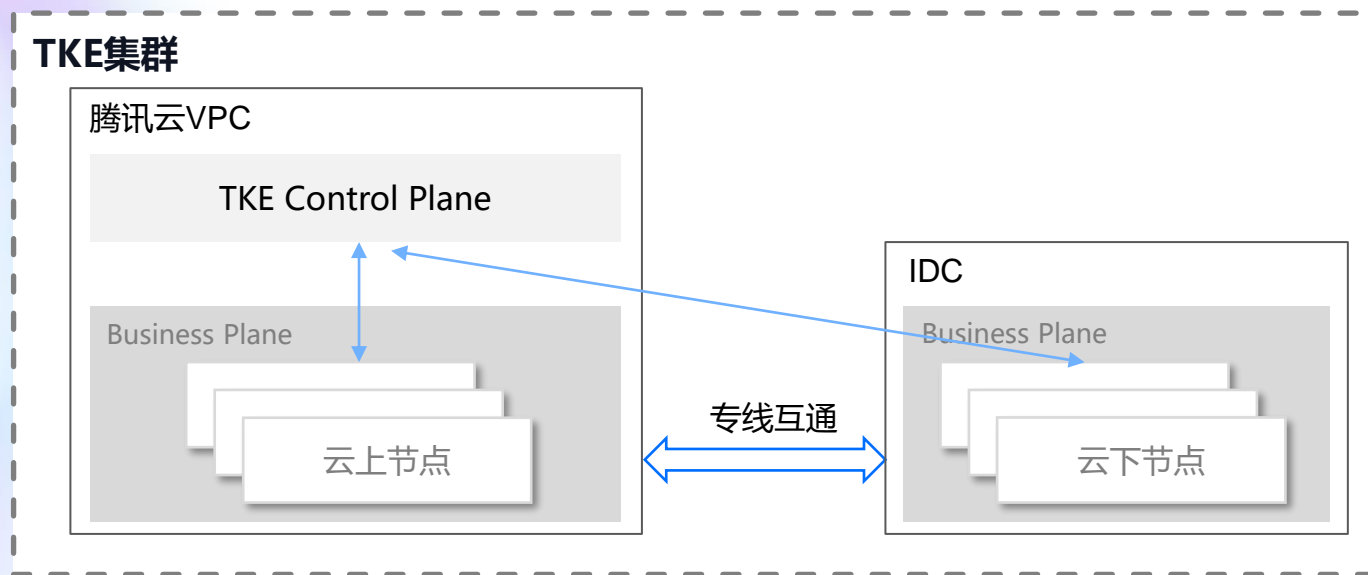 TKE集群
腾讯云VPC
TKE Control Plane
Business Plane
云上节点
专线互通
IDC
Business Plane
云下节点